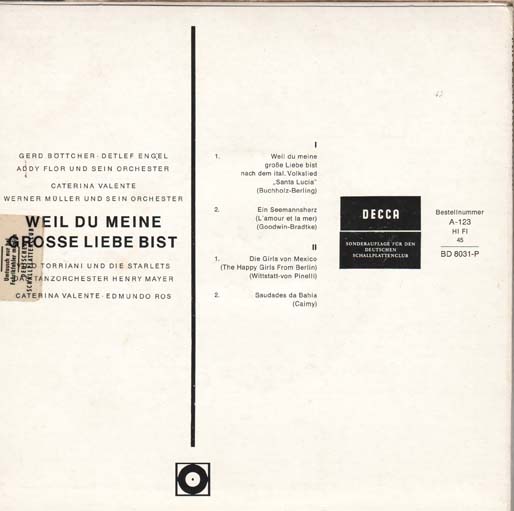 GERD BÖTTCHER · DETLEF ENGEL
ADDY FLOR UND SEIN ORCHESTER
CATERINA VALENTE
WERNER MÜLLER UND SEIN ORCHESTER
WEIL DU MEINE
GROSSE LIEBE BIST
TORRIANI UND DIE STARLETS
TANZORCHESTER HENRY MAYER
CATERINA VALENTE · EDMUNDO ROS
I
1. Weil du meine
große Liebe bist
nach dem ital. Volkslied
„Santa Lucia"
(Buchholz-Berling)
2. Ein Seemannsherz
(L'amour et la mer)
(Goodwin-Bradtke)
II
1. Die Girls von Mexico
(The Happy Girls From Berlin)
(Wittstatt-von Pinelli)
2. Saudades da Bahia
(Caimy)
DECCA
SONDERAUFLAGE FÜR DEN
DEUTSCHEN
SCHALLPLATTENCLUB
Bestellnummer
A-123
HI FI
45
BD 8031-P